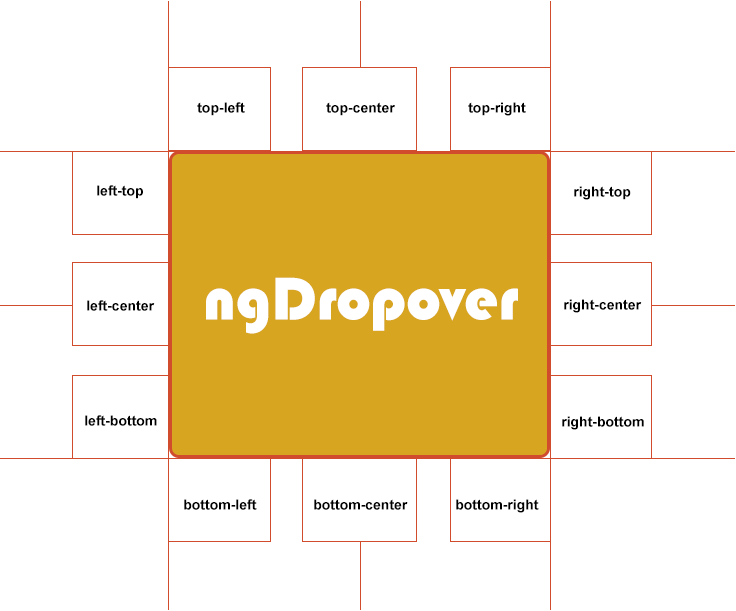 top-left
top-center
top-right
left-top
right-top
ngDropover
left-center
right-center
left-bottom
right-bottom
bottom-left
bottom-center
bottom-right